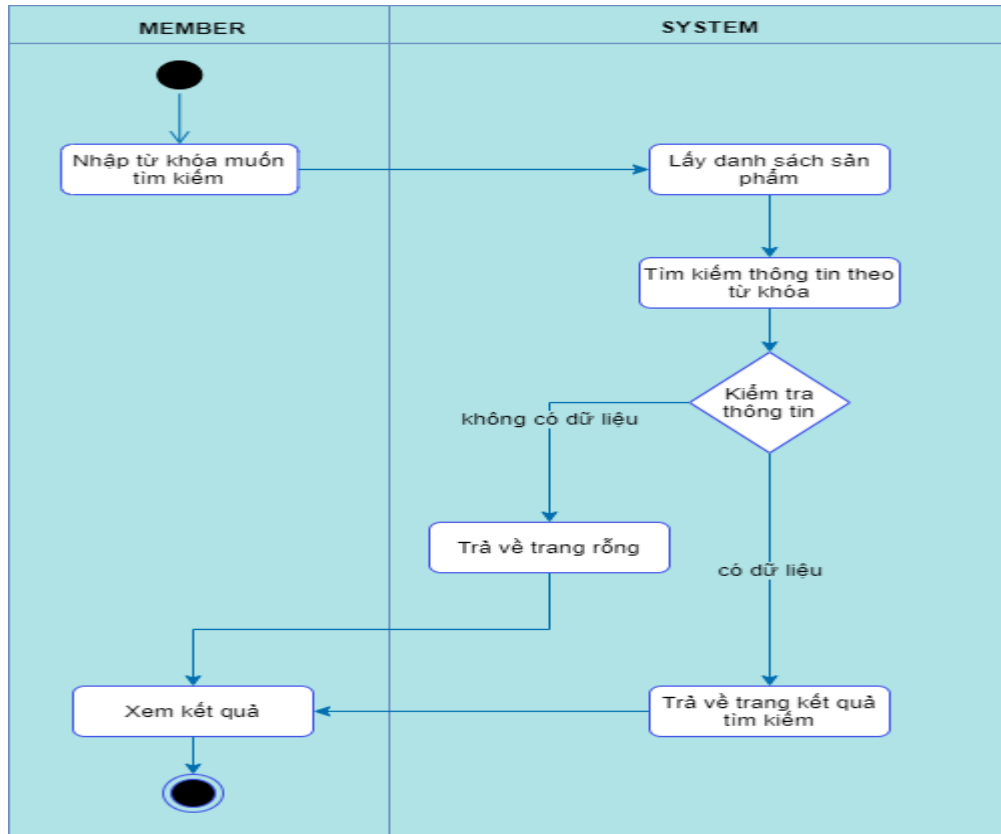 MEMBER
SYSTEM
Nhập từ khóa muốn
tìm kiếm
Lấy danh sách sản
phẩm
Tìm kiếm thông tin theo
từ khóa
Kiểm tra
thông tin
không có dữ liệu
Trả về trang rỗng
có dữ liệu
Xem kết quả
Trả về trang kết quả
tìm kiếm